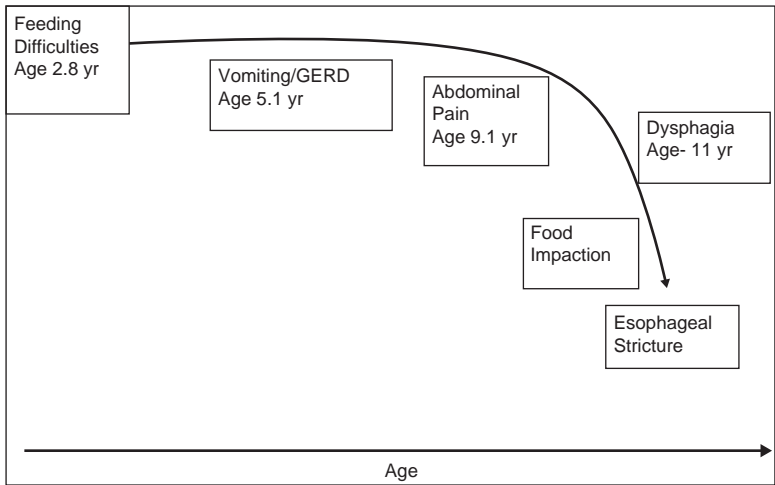 Feeding
Difficulties
Age 2.8 yr
Vomiting/GERD
Age 5.1 yr
Abdominal
Pain
Age 9.1 yr
Dysphagia
Age- 11 yr
Food
Impaction
Esophageal
Stricture
Age